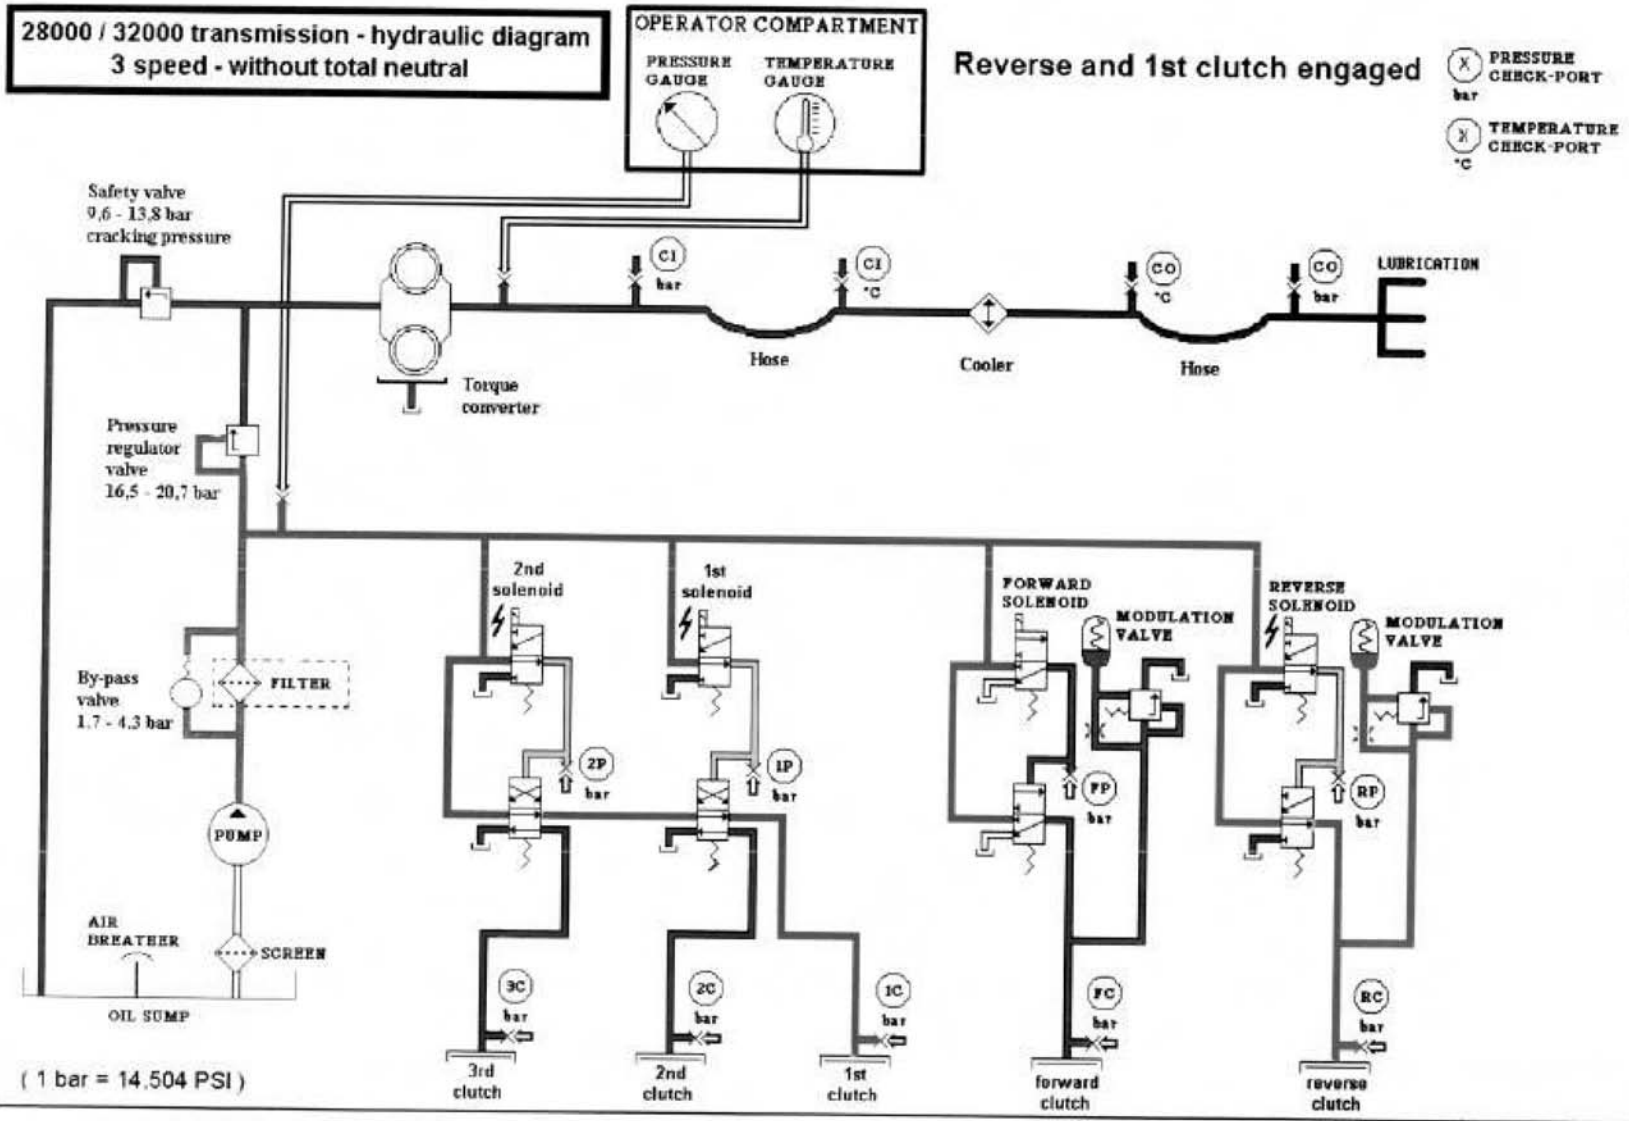 28000 / 32000 transmission - hydraulic diagram
3 speed - without total neutral
OPERATOR COMPARTMENT
PRESSURE
GAUGE
TEMPERATURE
GAUGE
Reverse and 1st clutch engaged
X
PRESSURE
CHECK-PORT
bar
X
TEMPERATURE
CHECK-PORT
°C
Safety valve
9,6 - 13,8 bar
cracking pressure
CI
bar
CI
°C
CO
°C
CO
bar
LUBRICATION
Hose
Cooler
Hose
Torque
converter
Pressure
regulator
valve
16,5 - 20,7 bar
2nd
solenoid
1st
solenoid
FORWARD
SOLENOID
MODULATION
VALVE
REVERSE
SOLENOID
MODULATION
VALVE
By-pass
valve
1.7 - 4.3 bar
FILTER
2P
bar
1P
bar
FP
bar
RP
bar
PUMP
AIR
BREATHER
SCREEN
OIL SUMP
3C
bar
2C
bar
1C
bar
FC
bar
RC
bar
( 1 bar = 14.504 PSI )
3rd
clutch
2nd
clutch
1st
clutch
forward
clutch
reverse
clutch